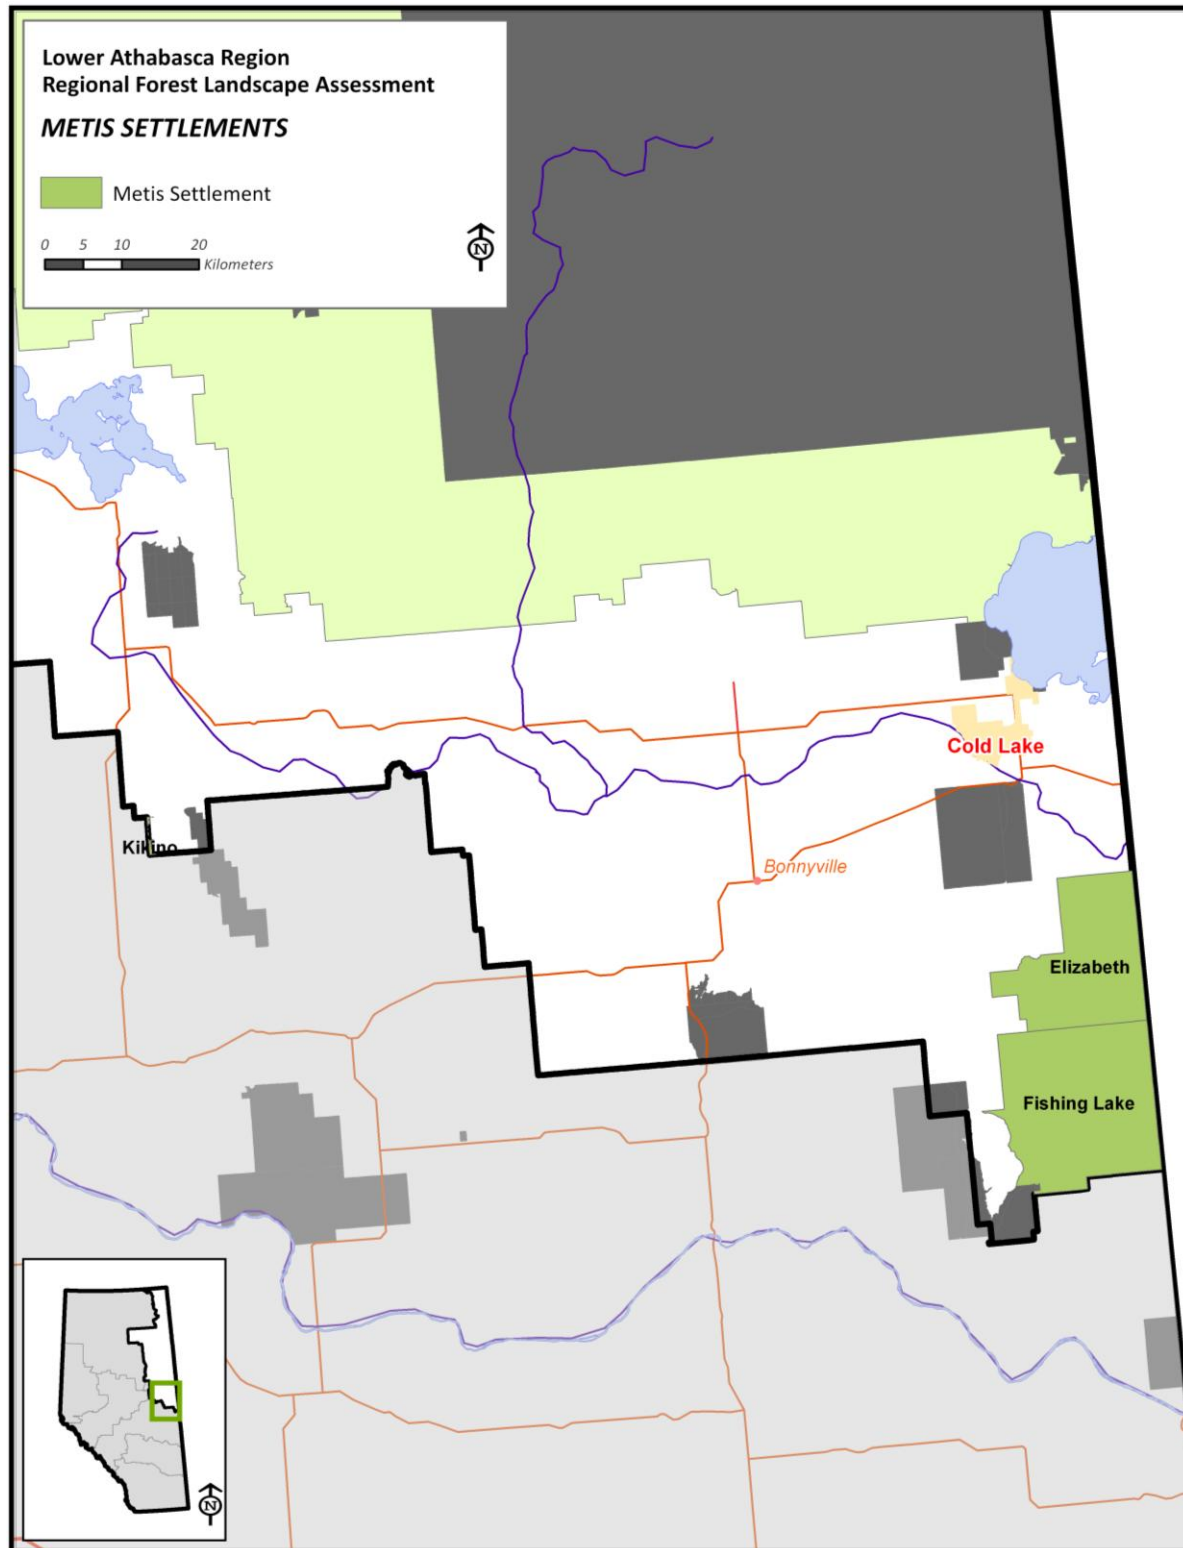 Lower Athabasca Region
Regional Forest Landscape Assessment
METIS SETTLEMENTS
Metis Settlement
0 5 10 20
Kilometers
N
Cold Lake
Kikino
Bonnyville
Elizabeth
Fishing Lake
N